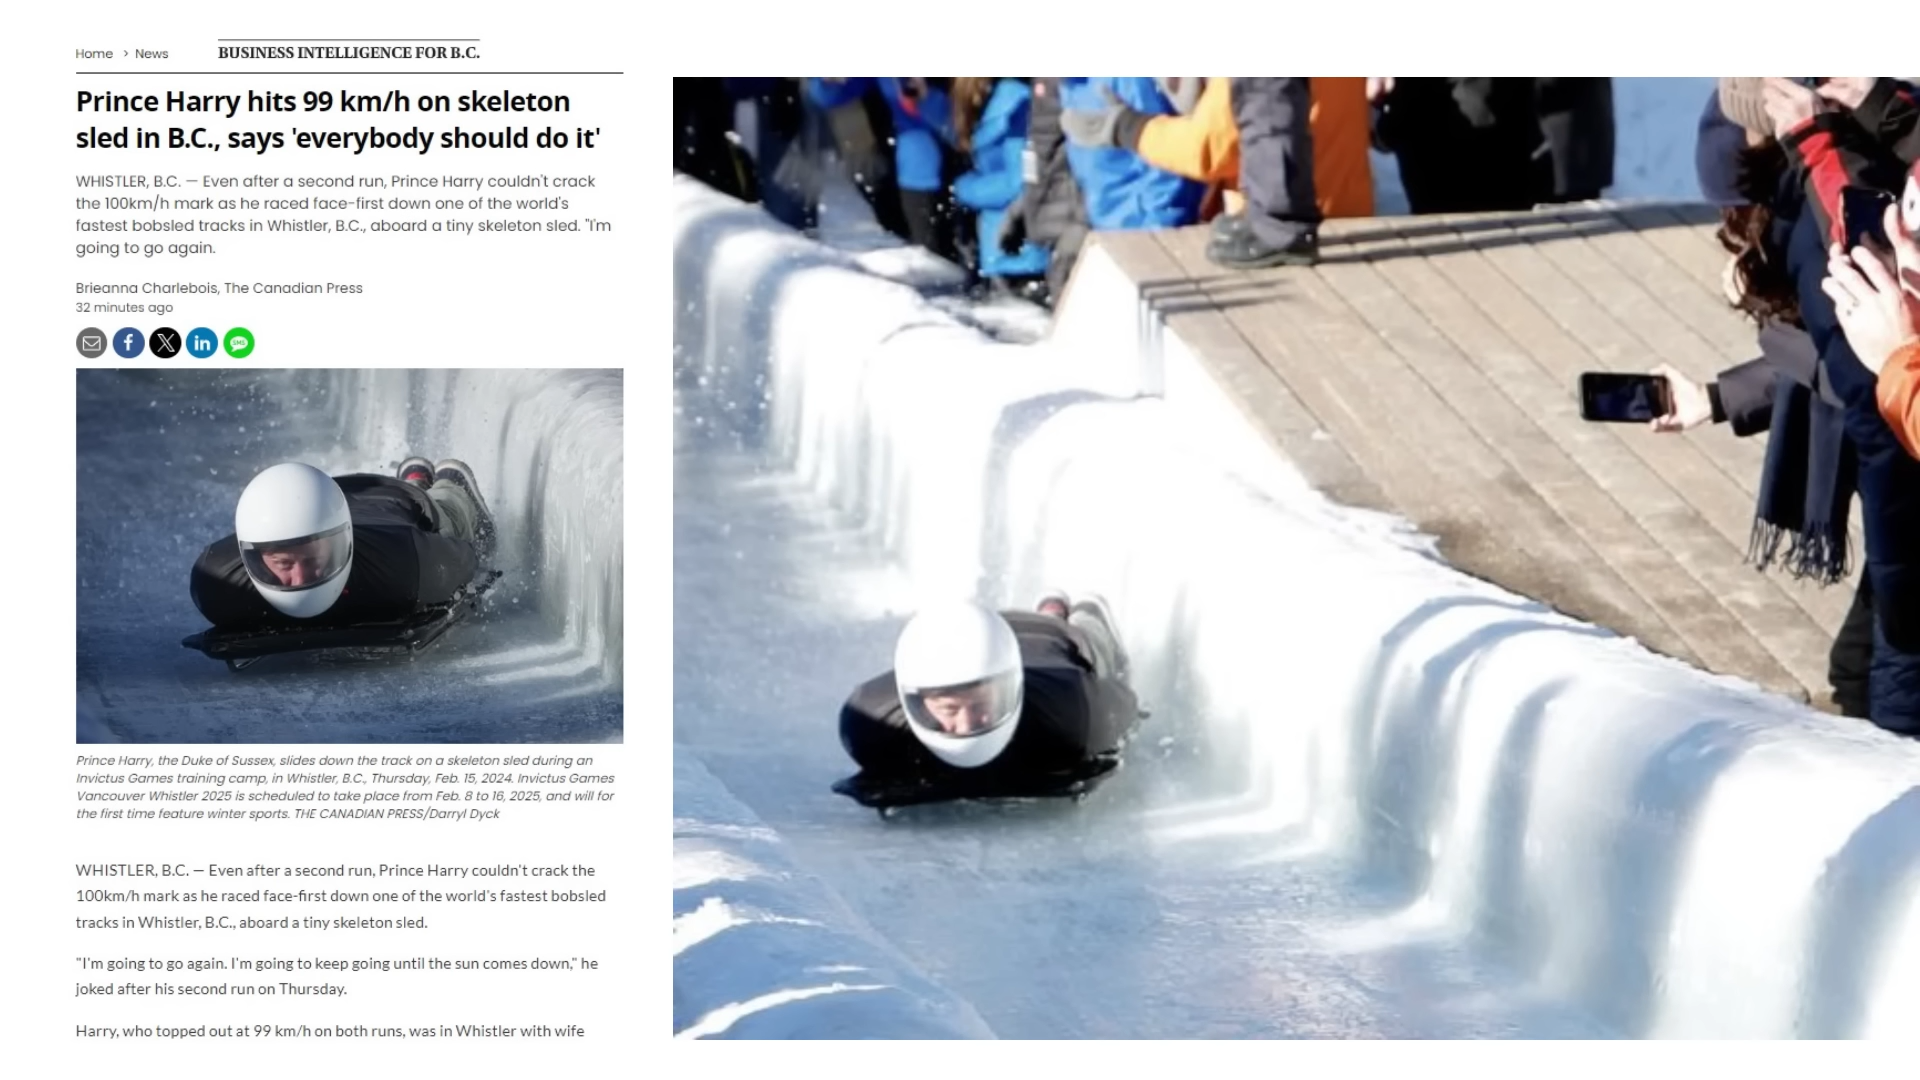 Home > News
BUSINESS INTELLIGENCE FOR B.C.
Prince Harry hits 99 km/h on skeleton
sled in B.C., says 'everybody should do it'
WHISTLER, B.C. — Even after a second run, Prince Harry couldn't crack
the 100km/h mark as he raced face-first down one of the world's
fastest bobsled tracks in Whistler, B.C., aboard a tiny skeleton sled. "I'm
going to go again.
Brieanna Charlebois, The Canadian Press
32 minutes ago
SMS
Prince Harry, the Duke of Sussex, slides down the track on a skeleton sled during an
Invictus Games training camp, in Whistler, B.C., Thursday, Feb. 15, 2024. Invictus Games
Vancouver Whistler 2025 is scheduled to take place from Feb. 8 to 16, 2025, and will for
the first time feature winter sports. THE CANADIAN PRESS/Darryl Dyck
WHISTLER, B.C. — Even after a second run, Prince Harry couldn't crack the
100km/h mark as he raced face-first down one of the world's fastest bobsled
tracks in Whistler, B.C., aboard a tiny skeleton sled.
"I'm going to go again. I'm going to keep going until the sun comes down," he
joked after his second run on Thursday.
Harry, who topped out at 99 km/h on both runs, was in Whistler with wife